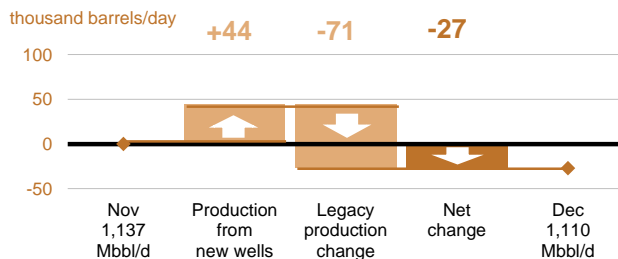 thousand barrels/day
+44 -71 -27
100
50
0
-50
Nov
1,137
Mbbl/d
Production
from
new wells
Legacy
production
change
Net
change
Dec
1,110
Mbbl/d